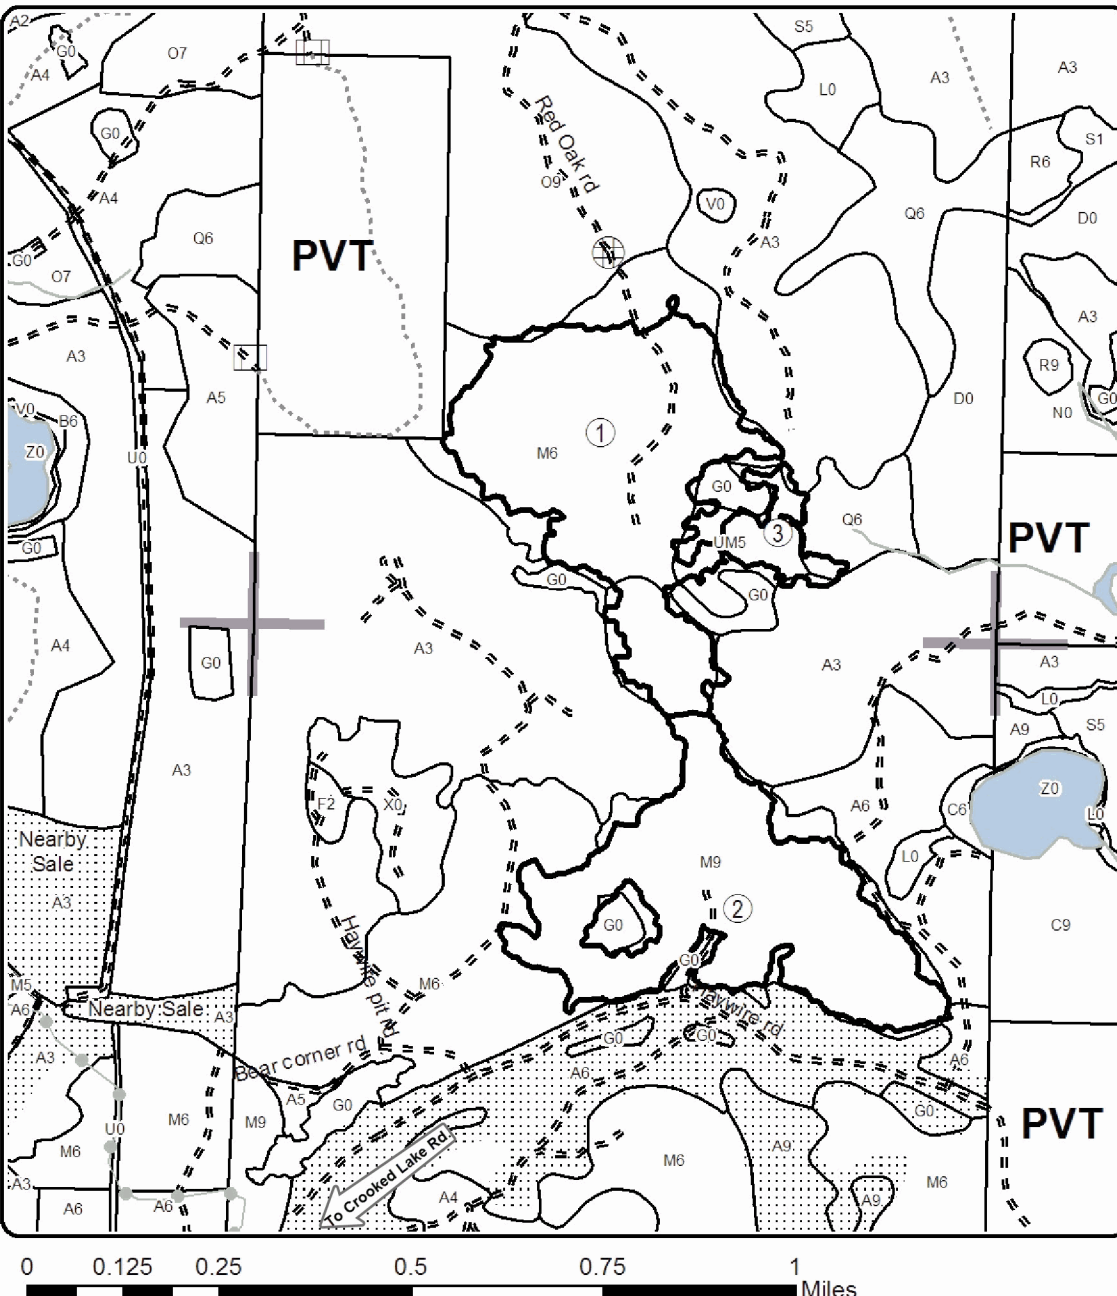 A2
G0
O7
A4
S5
L0
A3
A3
G0
S1
R6
Red Oak rd
O9
A4
V0
Q6
D0
PVT
Q6
A3
G0
O7
A3
A3
R9
A5
D0
G0
N0
V0
B6
Z0
U0
1
M6
G0
Q6
3
UM5
PVT
G0
G0
G0
A4
G0
A3
A3
A3
L0
A9
S5
A3
F2
X0
A6
C6
Z0
L0
Nearby
Sale
L0
M9
A3
2
G0
C9
Haywire pit rd
G0
M5
M6
A6
Nearby Sale
A3
Haywire rd
G0
G0
A3
Bear corner rd
A6
A6
A5
G0
G0
M6
M9
U0
PVT
M6
A9
M6
To Crooked Lake Rd
M6
A3
A4
A9
A6
A6
0 0.125 0.25 0.5 0.75 1
Miles